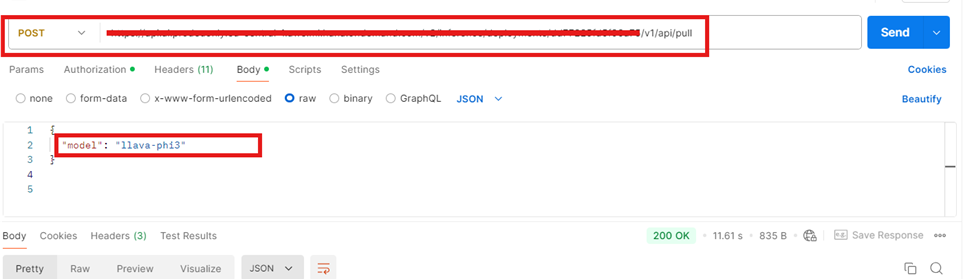 POST /v1/api/pull Send
Params Authorization Headers (11) Body Scripts Settings Cookies
none form-data x-www-form-urlencoded raw binary GraphQL JSON Beautify
1 {
2 "model": "llava-phi3"
3 }
4
5
Body Cookies Headers (3) Test Results 200 OK 11.61 s 835 B Save Response
Pretty Raw Preview Visualize JSON